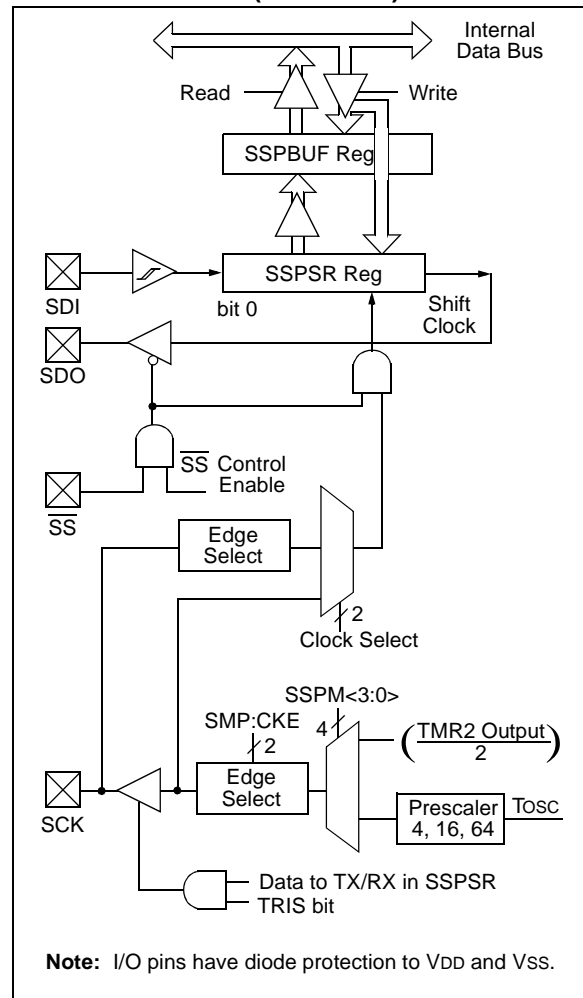 Internal
Data Bus
Read
Write
SSPBUF Reg
SSPSR Reg
SDI
bit 0
Shift
Clock
SDO
SS Control
Enable
SS
Edge
Select
2
Clock Select
SSPM<3:0>
SMP:CKE
4
2
(TMR2 Output)
2
Edge
Select
Prescaler
4, 16, 64
TOSC
SCK
Data to TX/RX in SSPSR
TRIS bit
Note: I/O pins have diode protection to VDD and VSS.